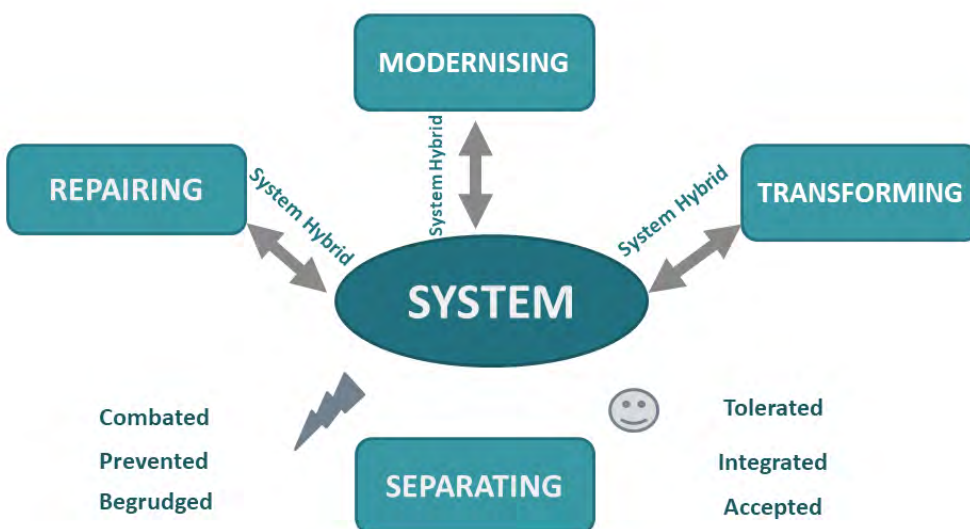 MODERNISING
REPAIRING
System Hybrid
System Hybrid
System Hybrid
TRANSFORMING
SYSTEM
Combated
Prevented
Begrudged
SEPARATING
Tolerated
Integrated
Accepted